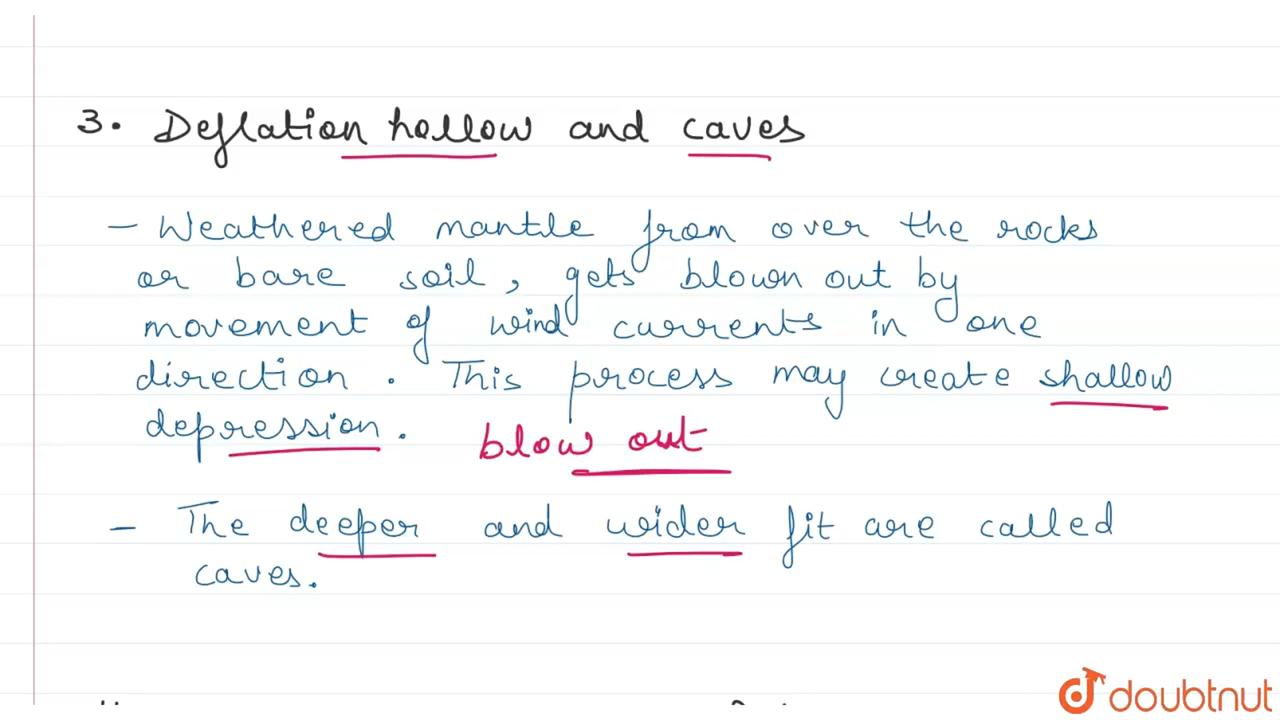 3. Deflation hollow and caves
- Weathered mantle from over the rocks
or bare soil, gets blown out by
movement of wind currents in one
direction. This process may create shallow
depression. blow out
- The deeper and wider fit are called
caves.
doubtnut